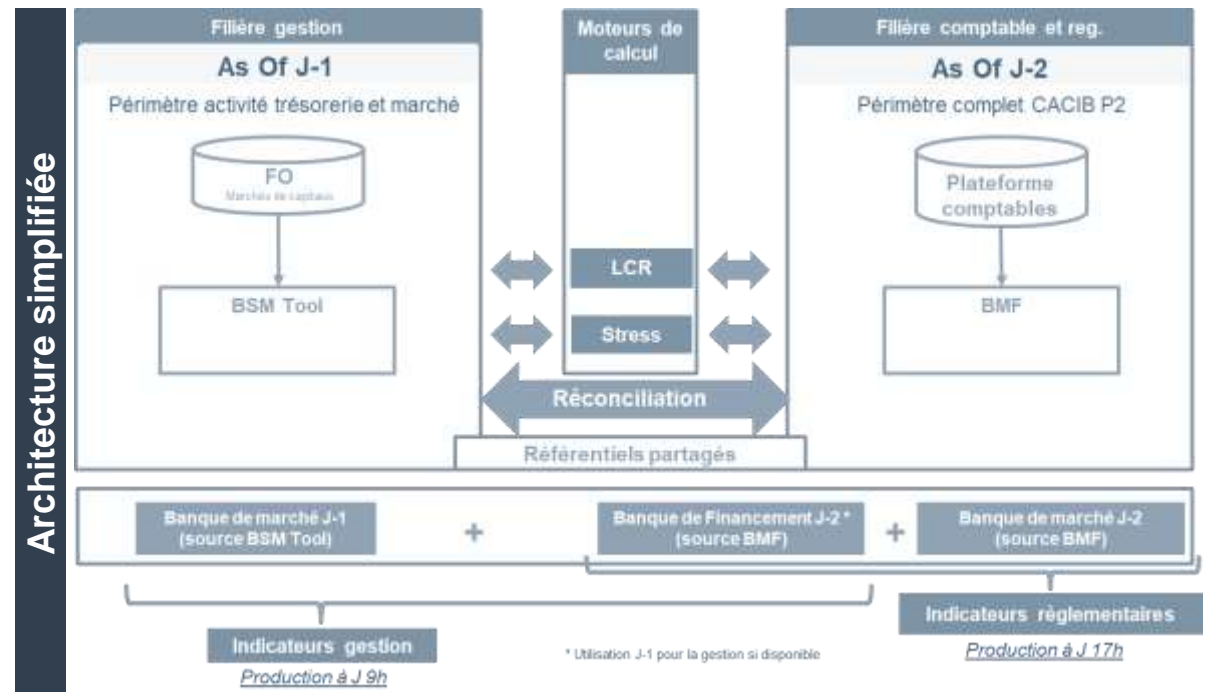 Architecture simplifiée
Filière gestion
As Of J-1
Périmètre activité trésorerie et marché
FO
Marchés de capitaux
BSM Tool
Moteurs de
calcul
LCR
Stress
Réconciliation
Référentiels partagés
Filière comptable et reg.
As Of J-2
Périmètre complet CACIB P2
Plateforme
comptables
BMF
Banque de marché J-1
(source BSM Tool)
+
Banque de Financement J-2 *
(source BMF)
+
Banque de marché J-2
(source BMF)
Indicateurs gestion
Production à J 9h
* Utilisation J-1 pour la gestion si disponible
Indicateurs règlementaires
Production à J 17h